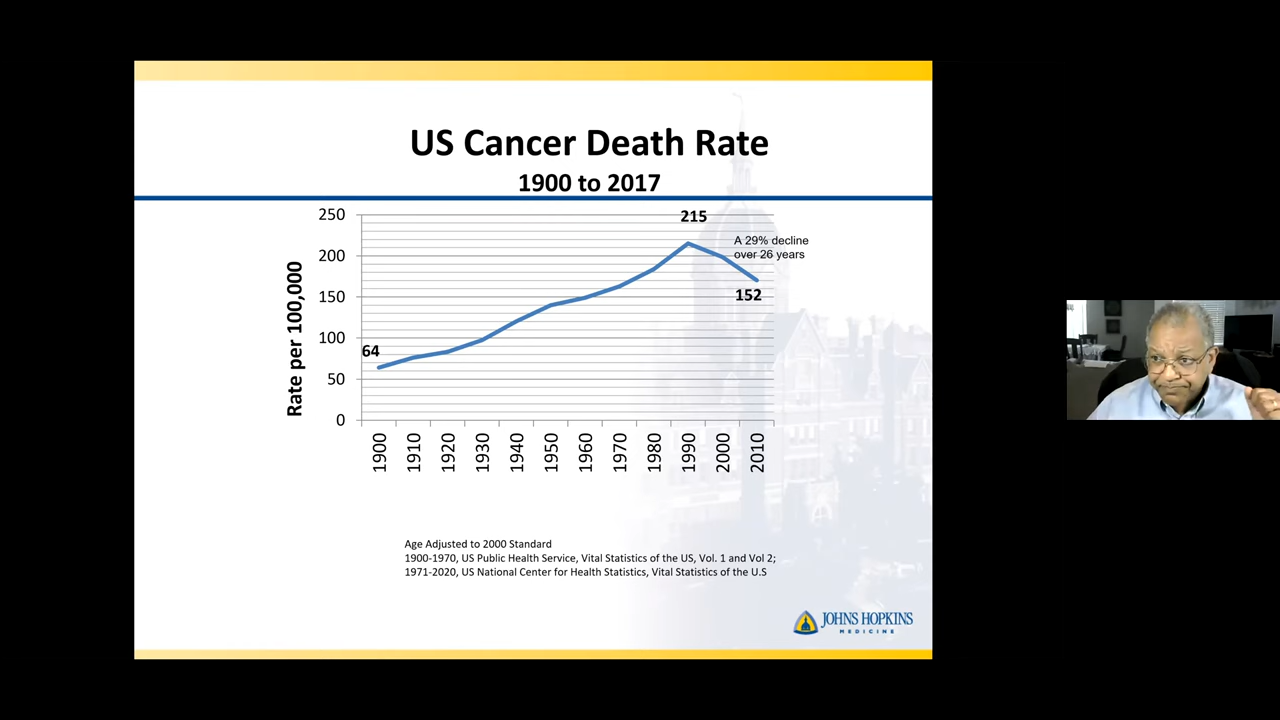 US Cancer Death Rate
1900 to 2017
Rate per 100,000
250
200
150
100
50
0
64
215
A 29% decline
over 26 years
152
1900
1910
1920
1930
1940
1950
1960
1970
1980
1990
2000
2010
Age Adjusted to 2000 Standard
1900-1970, US Public Health Service, Vital Statistics of the US, Vol. 1 and Vol 2;
1971-2020, US National Center for Health Statistics, Vital Statistics of the U.S
JOHNS HOPKINS
MEDICINE